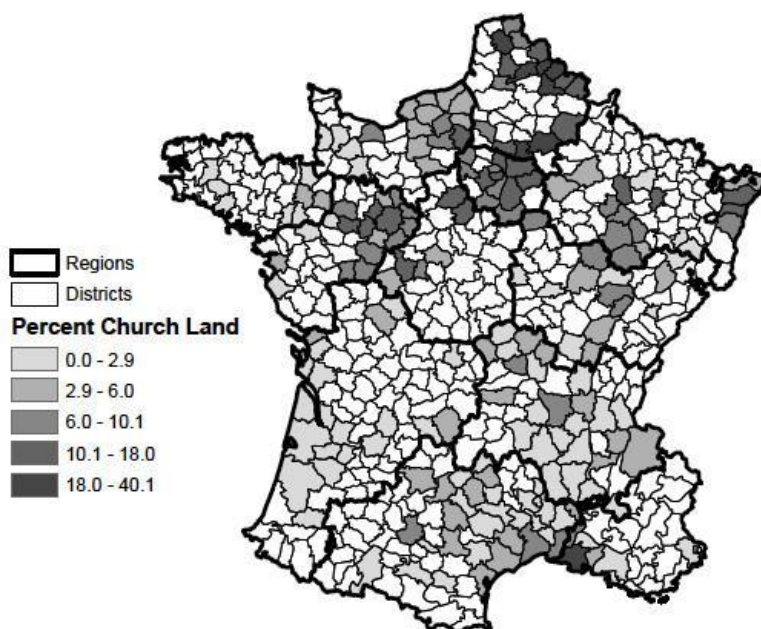 Regions
Districts
Percent Church Land
0.0 - 2.9
2.9 - 6.0
6.0 - 10.1
10.1 - 18.0
18.0 - 40.1